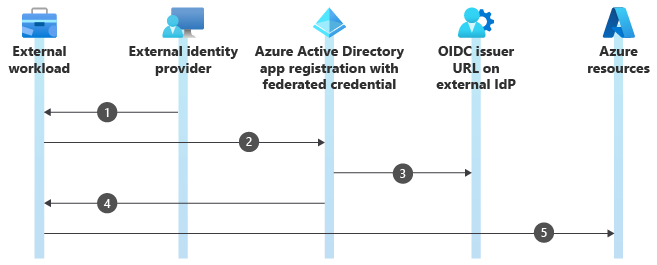 External
workload
External identity
provider
Azure Active Directory
app registration with
federated credential
OIDC issuer
URL on
external IdP
Azure
resources
1
2
3
4
5